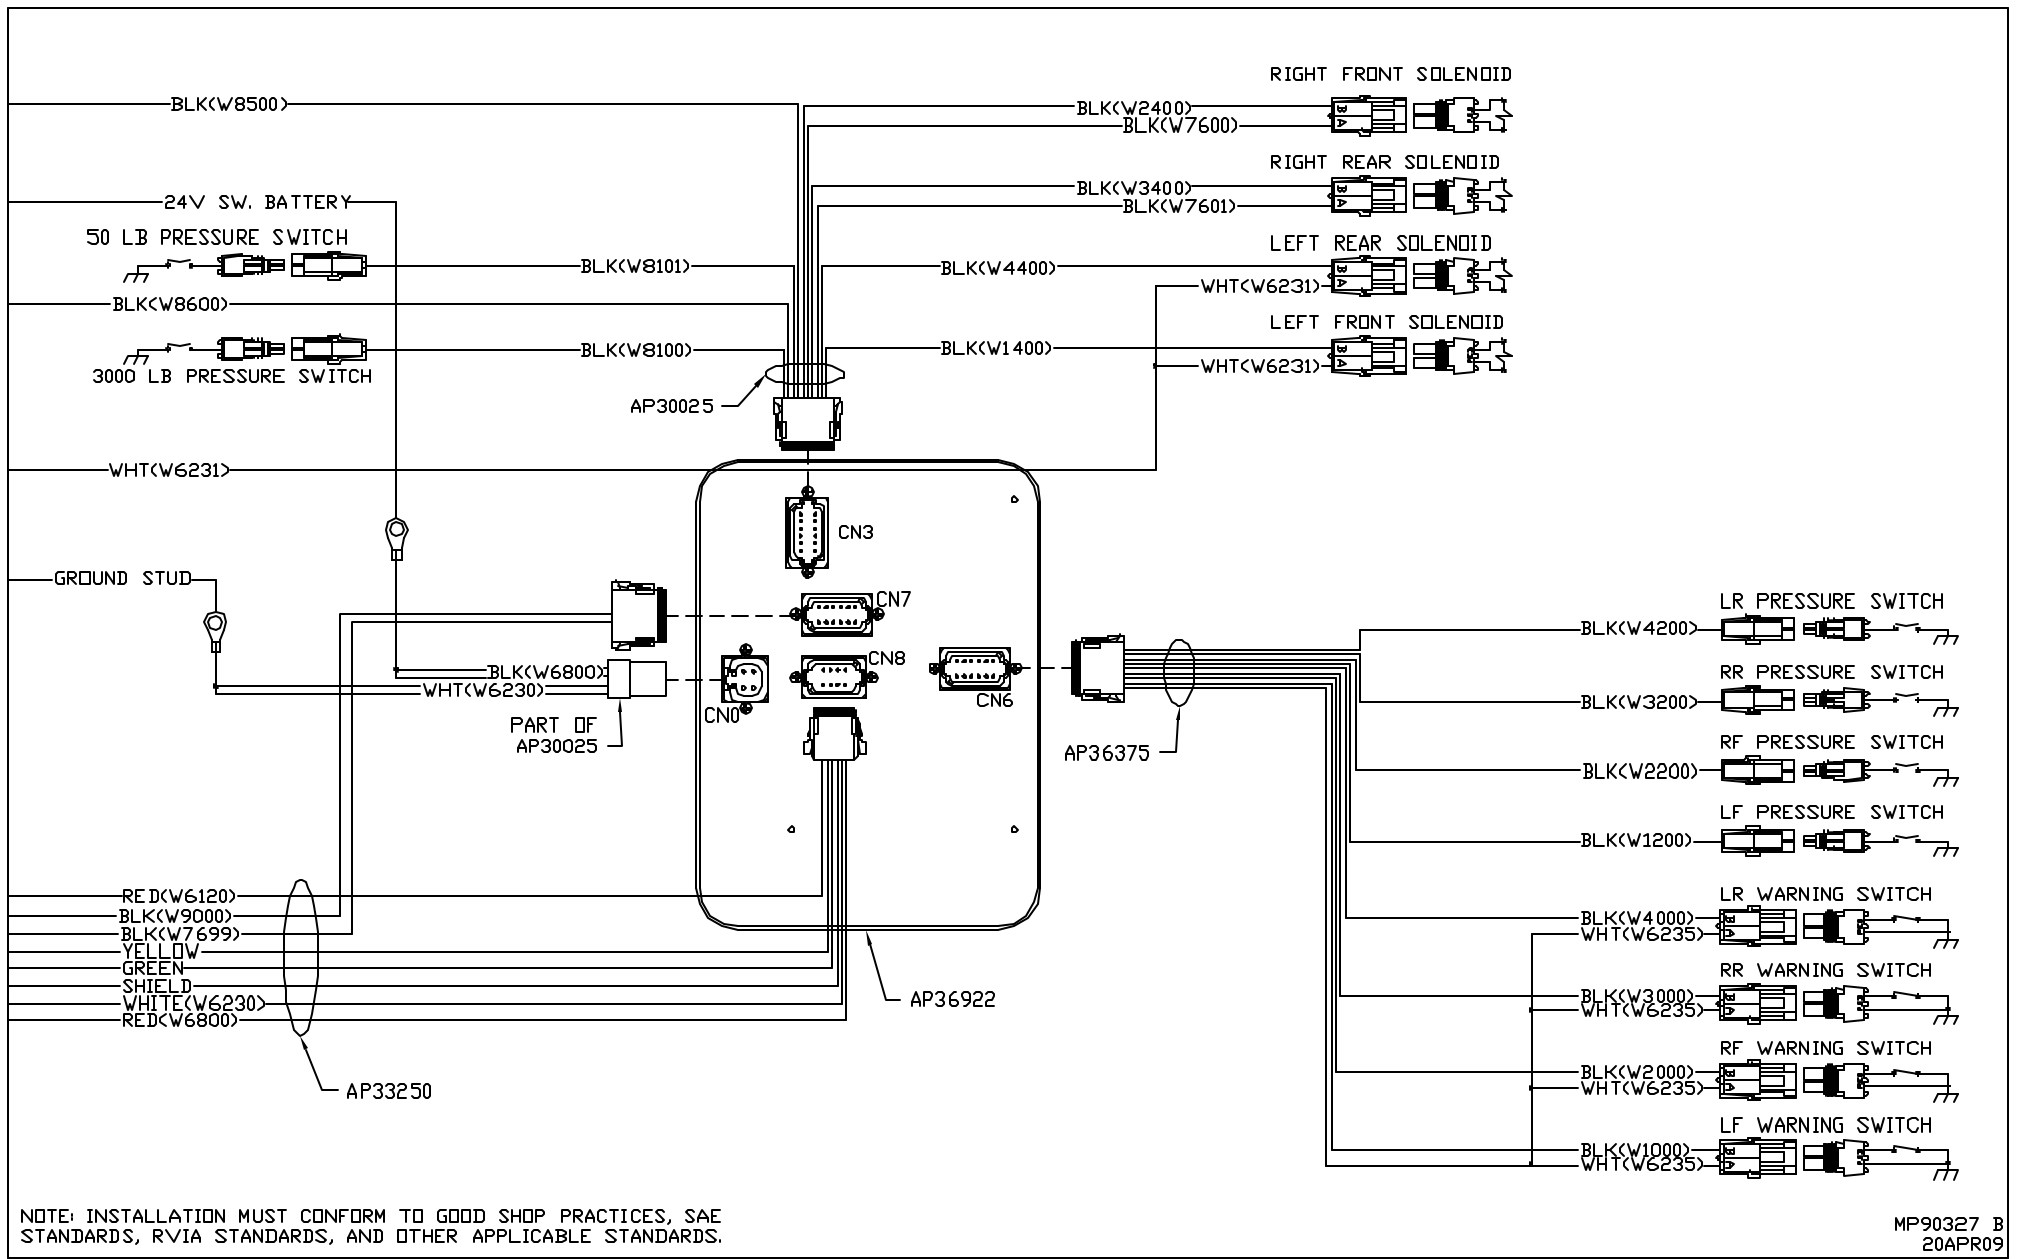 RIGHT FRONT SOLENOID
BLK(W8500)
BLK(W2400)
BLK(W7600)
B
A
RIGHT REAR SOLENOID
BLK(W3400)
24V SW. BATTERY
BLK(W7601)
B
A
50 LB PRESSURE SWITCH
LEFT REAR SOLENOID
BLK(W8101)
BLK(W4400)
WHT(W6231)
B
A
BLK(W8600)
LEFT FRONT SOLENOID
BLK(W8100)
BLK(W1400)
WHT(W6231)
B
A
3000 LB PRESSURE SWITCH
AP30025
WHT(W6231)
CN3
GROUND STUD
CN7
LR PRESSURE SWITCH
BLK(W4200)
CN8
BLK(W6800)
WHT(W6230)
RR PRESSURE SWITCH
BLK(W3200)
CN6
CN0
PART OF
AP30025
AP36375
RF PRESSURE SWITCH
BLK(W2200)
LF PRESSURE SWITCH
BLK(W1200)
RED(W6120)
BLK(W9000)
BLK(W7699)
YELLOW
GREEN
SHIELD
WHITE(W6230)
RED(W6800)
LR WARNING SWITCH
BLK(W4000)
WHT(W6235)
B
A
RR WARNING SWITCH
BLK(W3000)
WHT(W6235)
B
A
AP36922
AP33250
RF WARNING SWITCH
BLK(W2000)
WHT(W6235)
B
A
LF WARNING SWITCH
BLK(W1000)
WHT(W6235)
B
A
NOTE: INSTALLATION MUST CONFORM TO GOOD SHOP PRACTICES, SAE
STANDARDS, RVIA STANDARDS, AND OTHER APPLICABLE STANDARDS.
MP90327 B
20APR09